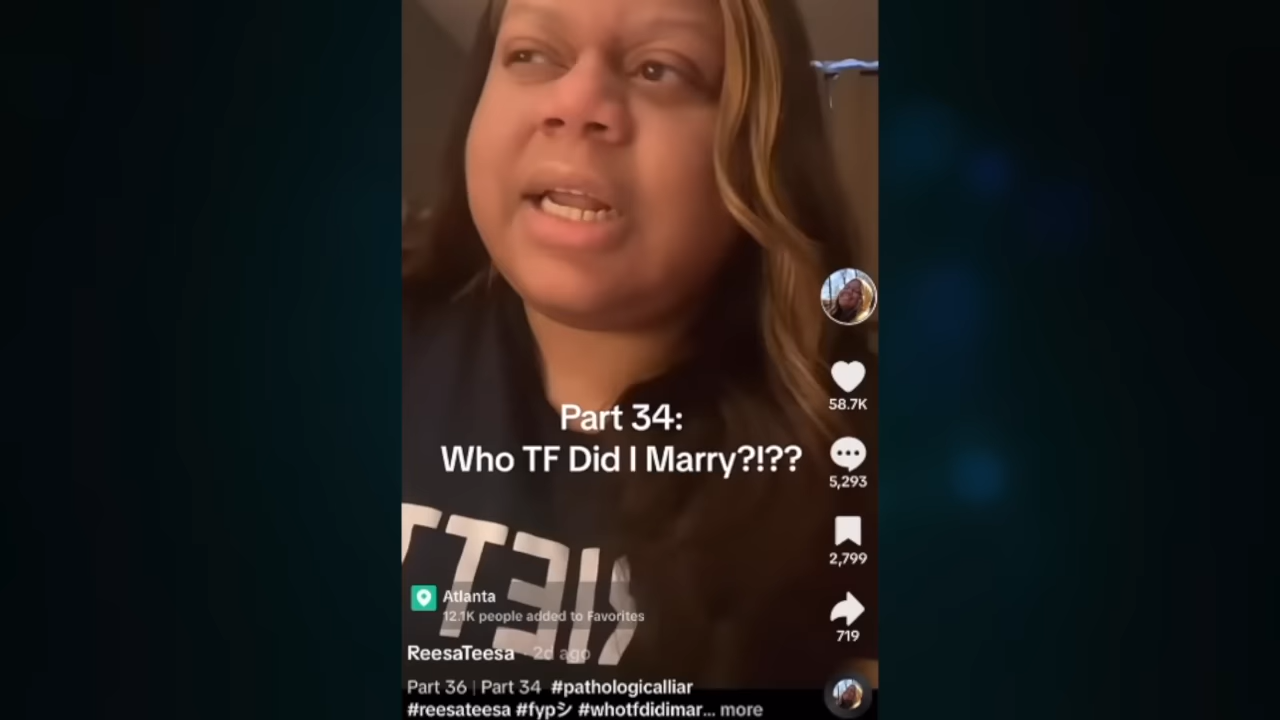 58.7K
Part 34:
Who TF Did I Marry?!??
5,293
2,799
Atlanta
12.1K people added to Favorites
719
ReesaTeesa · 2d ago
Part 36 | Part 34 #pathologicalliar
#reesateesa #fypシ #whotfdidimar... more